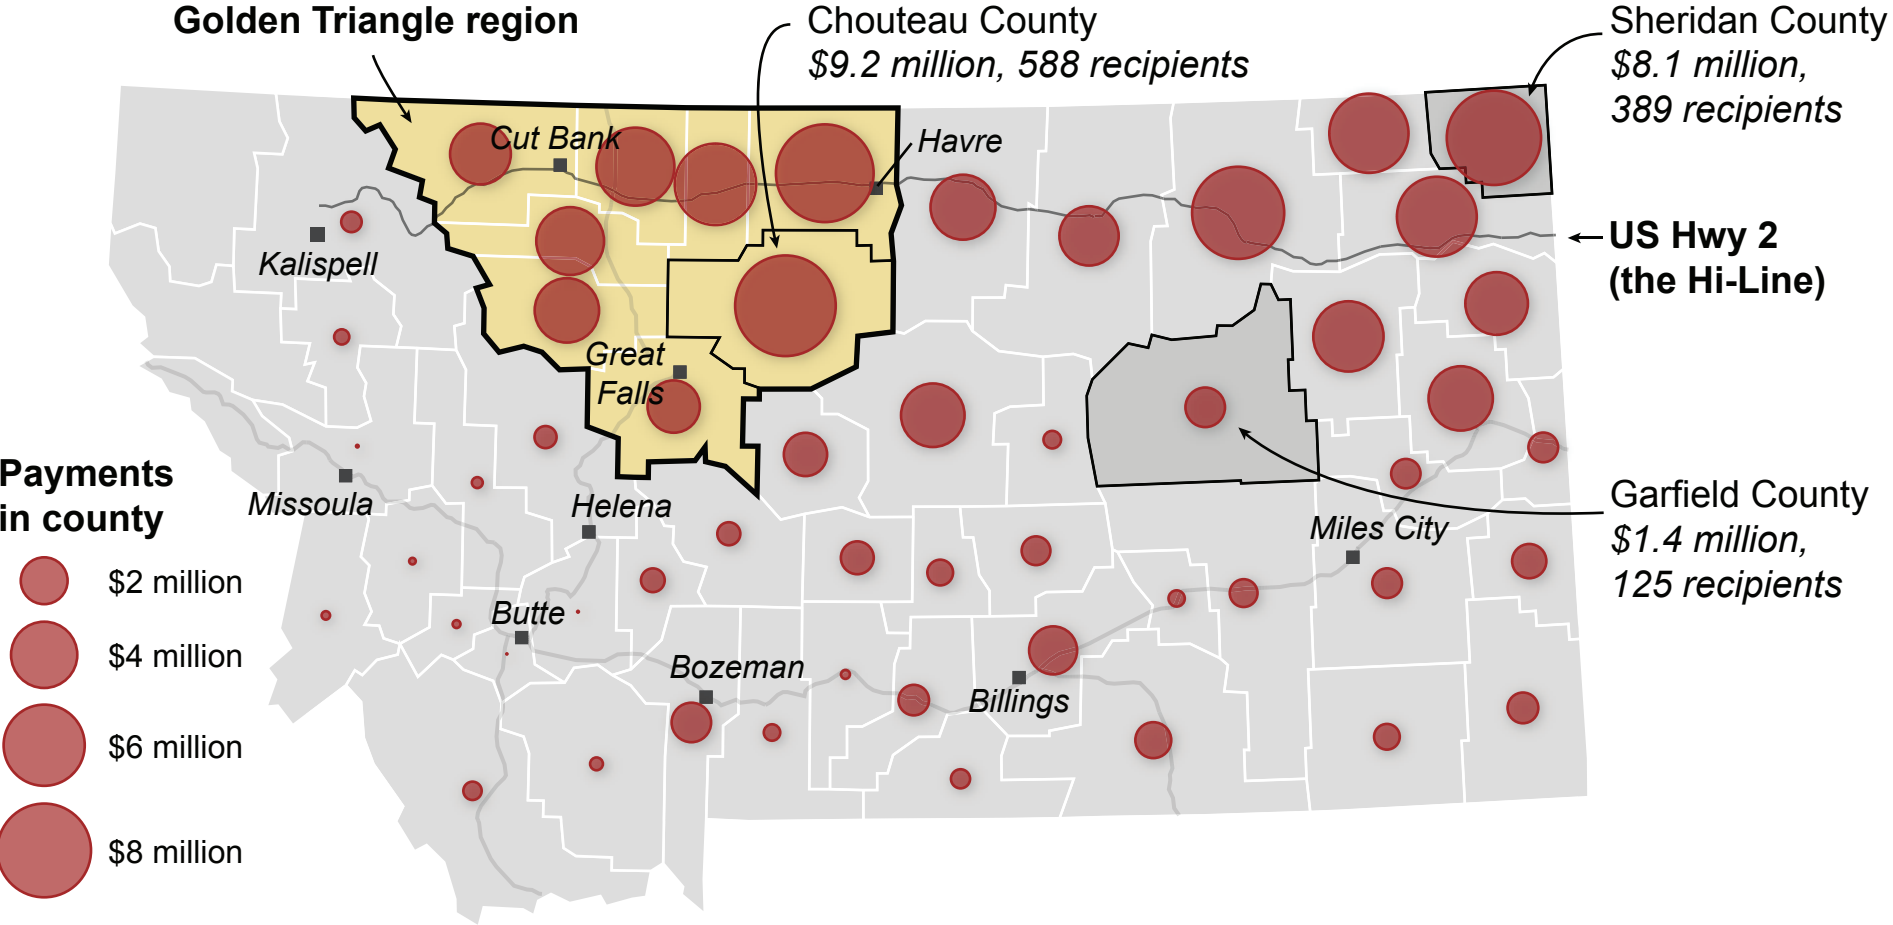 Golden Triangle region
Chouteau County
$9.2 million, 588 recipients
Sheridan County
$8.1 million,
389 recipients
Cut Bank
Havre
US Hwy 2
(the Hi-Line)
Kalispell
Great
Falls
Payments
in county
$2 million
$4 million
$6 million
$8 million
Missoula
Helena
Miles City
Garfield County
$1.4 million,
125 recipients
Butte
Bozeman
Billings